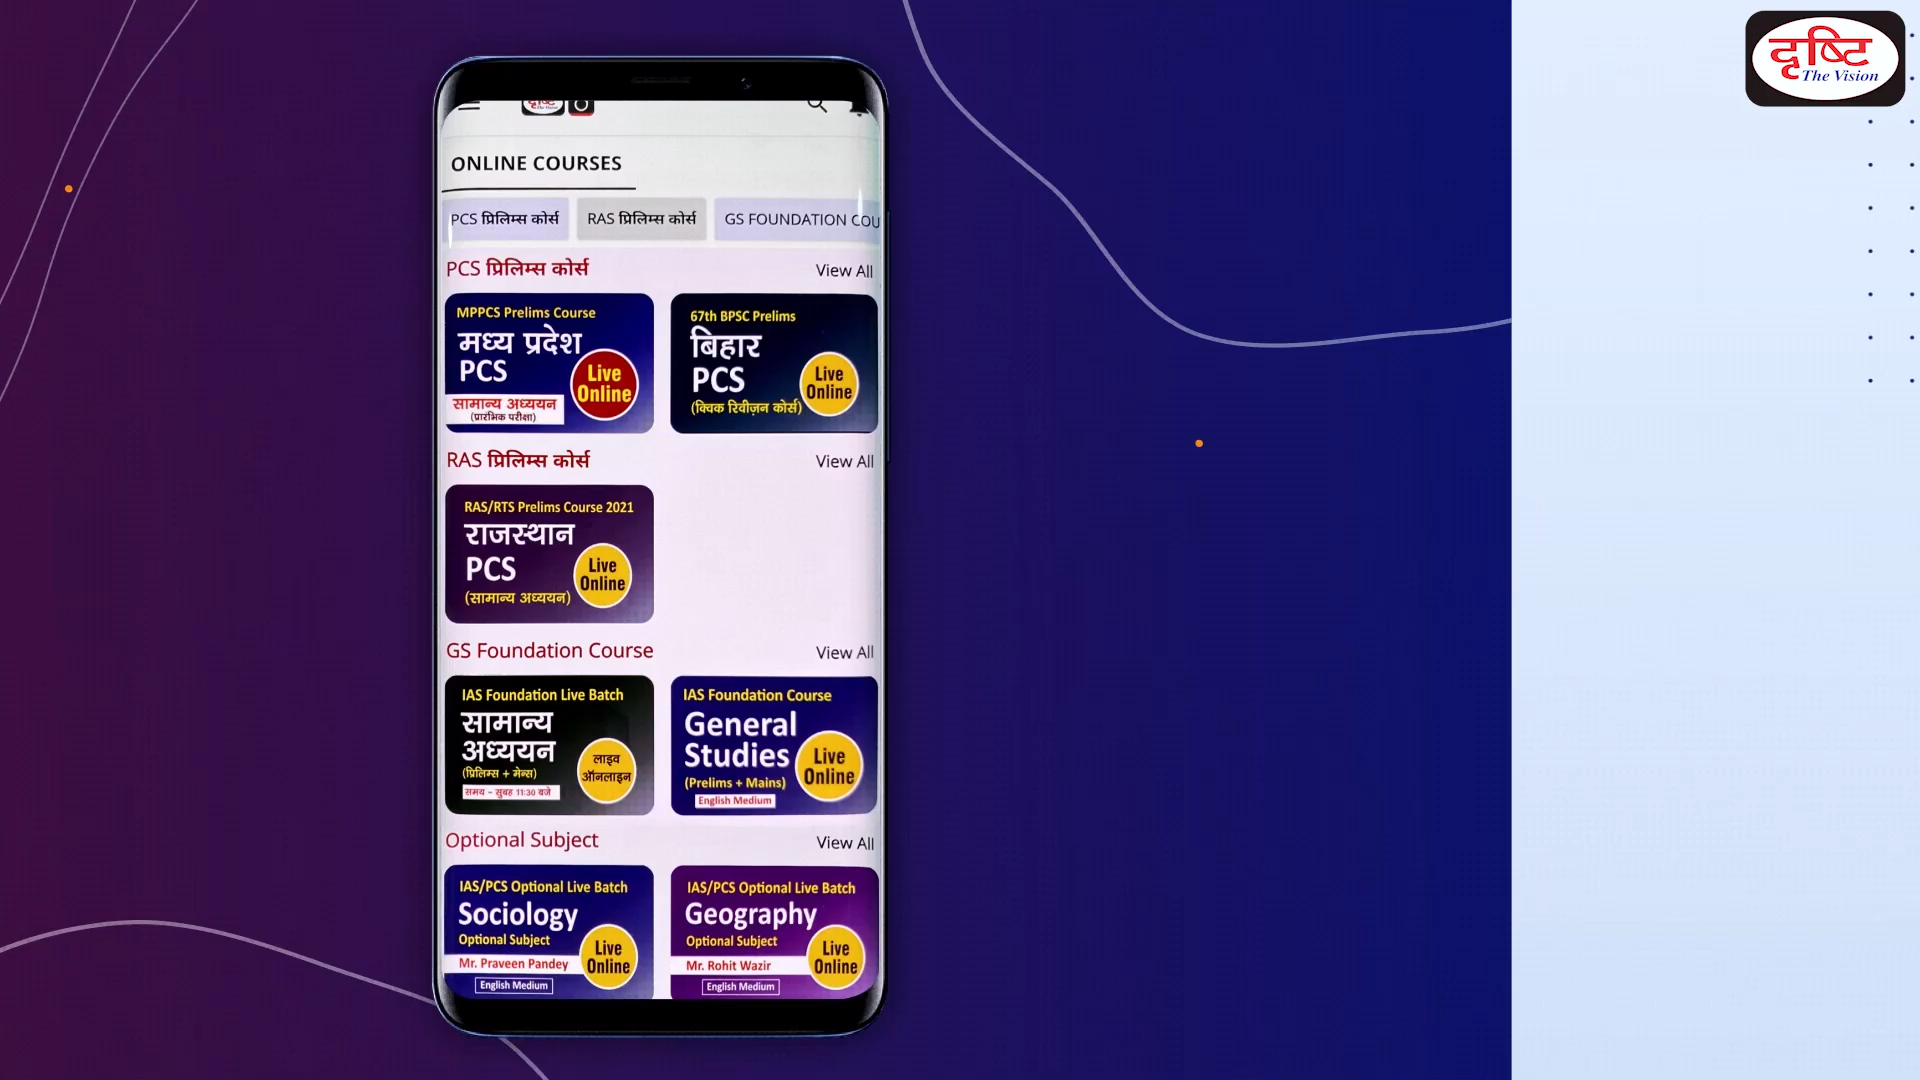 दृष्टि
The Vision
दृष्टि
The Vision
ONLINE COURSES
PCS प्रिलिम्स कोर्स
RAS प्रिलिम्स कोर्स
GS FOUNDATION COU
PCS प्रिलिम्स कोर्स
View All
MPPCS Prelims Course
मध्य प्रदेश
PCS
Live
Online
सामान्य अध्ययन
(प्रारंभिक परीक्षा)
67th BPSC Prelims
बिहार
PCS
Live
Online
(क्विक रिवीज़न कोर्स)
RAS प्रिलिम्स कोर्स
View All
RAS/RTS Prelims Course 2021
राजस्थान
PCS
Live
Online
(सामान्य अध्ययन)
GS Foundation Course
View All
IAS Foundation Live Batch
सामान्य
अध्ययन
(प्रिलिम्स + मेन्स)
समय – सुबह 11:30 बजे
लाइव
ऑनलाइन
IAS Foundation Course
General
Studies
(Prelims + Mains)
English Medium
Live
Online
Optional Subject
View All
IAS/PCS Optional Live Batch
Sociology
Optional Subject
Mr. Praveen Pandey
English Medium
Live
Online
IAS/PCS Optional Live Batch
Geography
Optional Subject
Mr. Rohit Wazir
English Medium
Live
Online